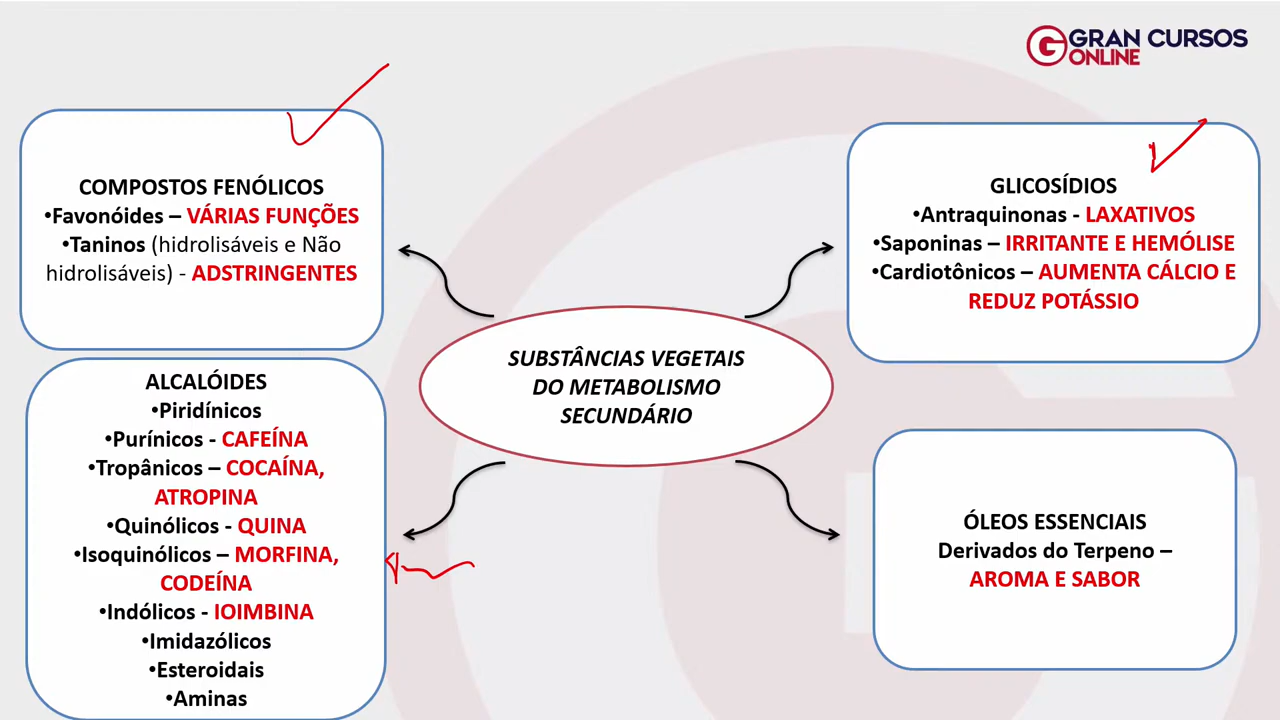 GRAN CURSOS
ONLINE
COMPOSTOS FENÓLICOS
•Favonóides – VÁRIAS FUNÇÕES
•Taninos (hidrolisáveis e Não
hidrolisáveis) - ADSTRINGENTES
GLICOSÍDIOS
•Antraquinonas - LAXATIVOS
•Saponinas – IRRITANTE E HEMÓLISE
•Cardiotônicos – AUMENTA CÁLCIO E
REDUZ POTÁSSIO
SUBSTÂNCIAS VEGETAIS
DO METABOLISMO
SECUNDÁRIO
ALCALÓIDES
•Piridínicos
•Purínicos - CAFEÍNA
•Tropânicos – COCAÍNA,
ATROPINA
•Quinólicos - QUINA
•Isoquinólicos – MORFINA,
CODEÍNA
•Indólicos - IOIMBINA
•Imidazólicos
•Esteroidais
•Aminas
ÓLEOS ESSENCIAIS
Derivados do Terpeno –
AROMA E SABOR